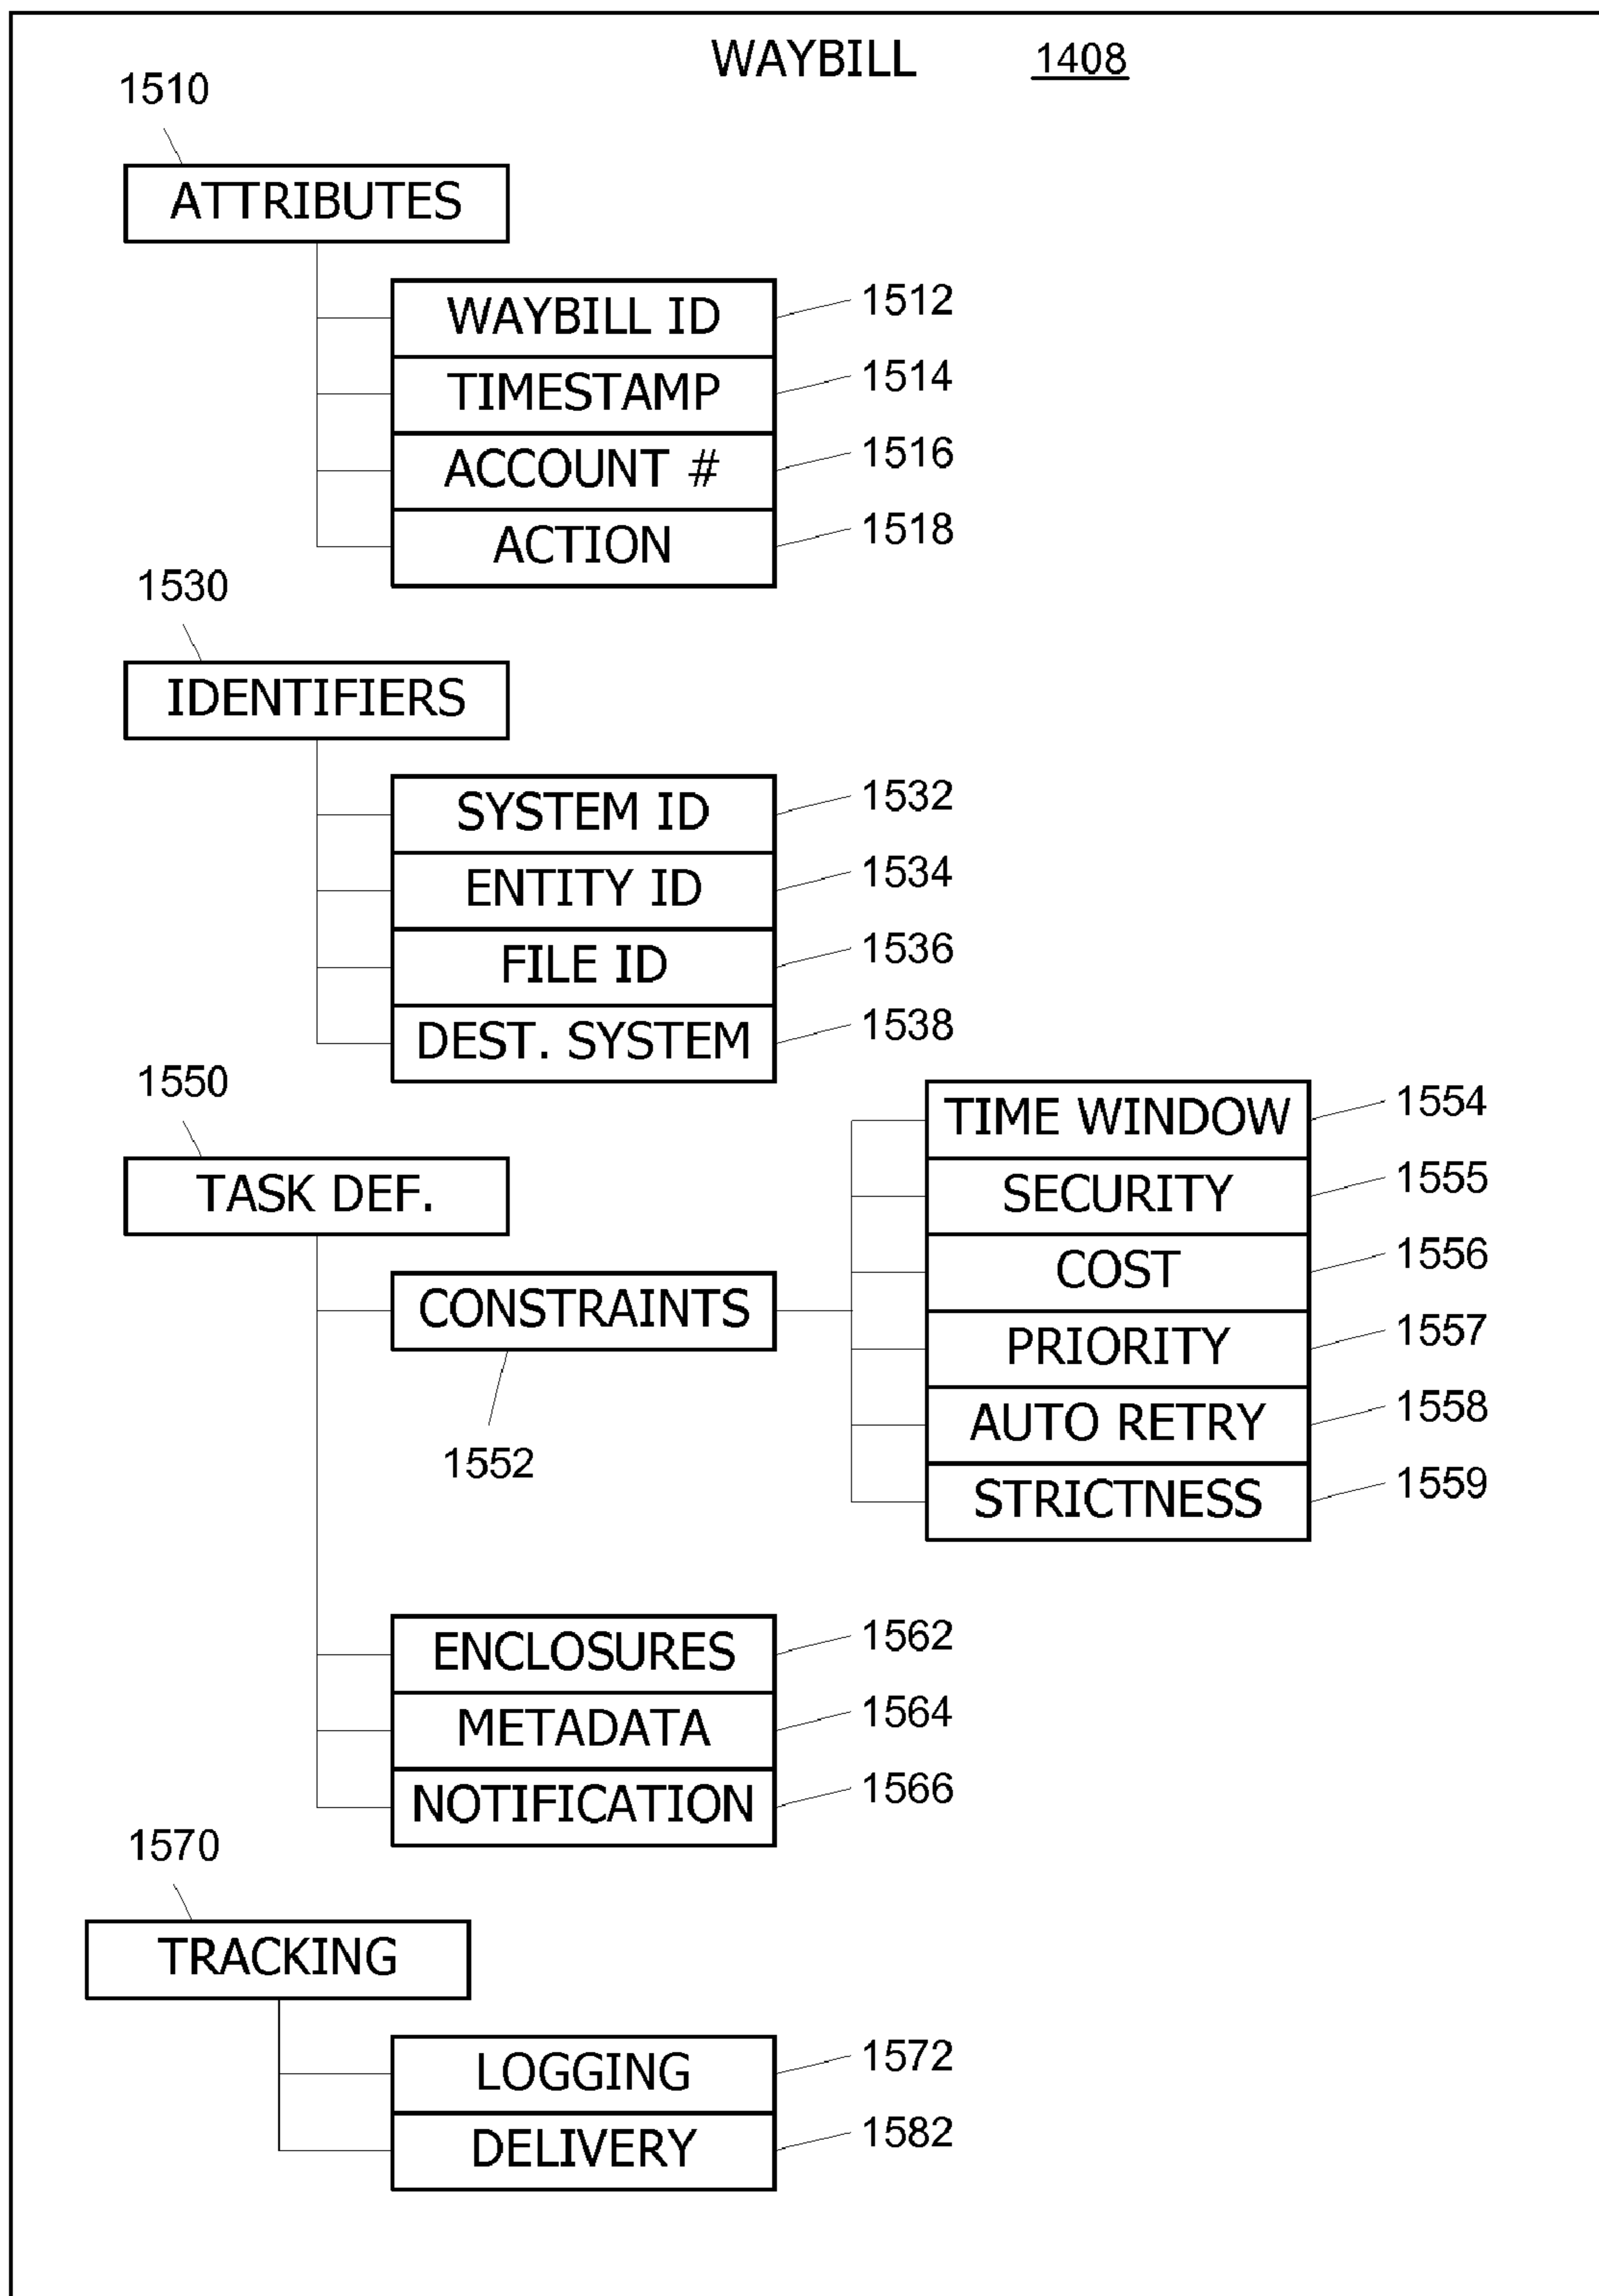 WAYBILL 1408
1510
ATTRIBUTES
WAYBILL ID 1512
TIMESTAMP 1514
ACCOUNT # 1516
ACTION 1518
1530
IDENTIFIERS
SYSTEM ID 1532
ENTITY ID 1534
FILE ID 1536
DEST. SYSTEM 1538
1550
TASK DEF.
CONSTRAINTS
1552
TIME WINDOW 1554
SECURITY 1555
COST 1556
PRIORITY 1557
AUTO RETRY 1558
STRICTNESS 1559
ENCLOSURES 1562
METADATA 1564
NOTIFICATION 1566
1570
TRACKING
LOGGING 1572
DELIVERY 1582